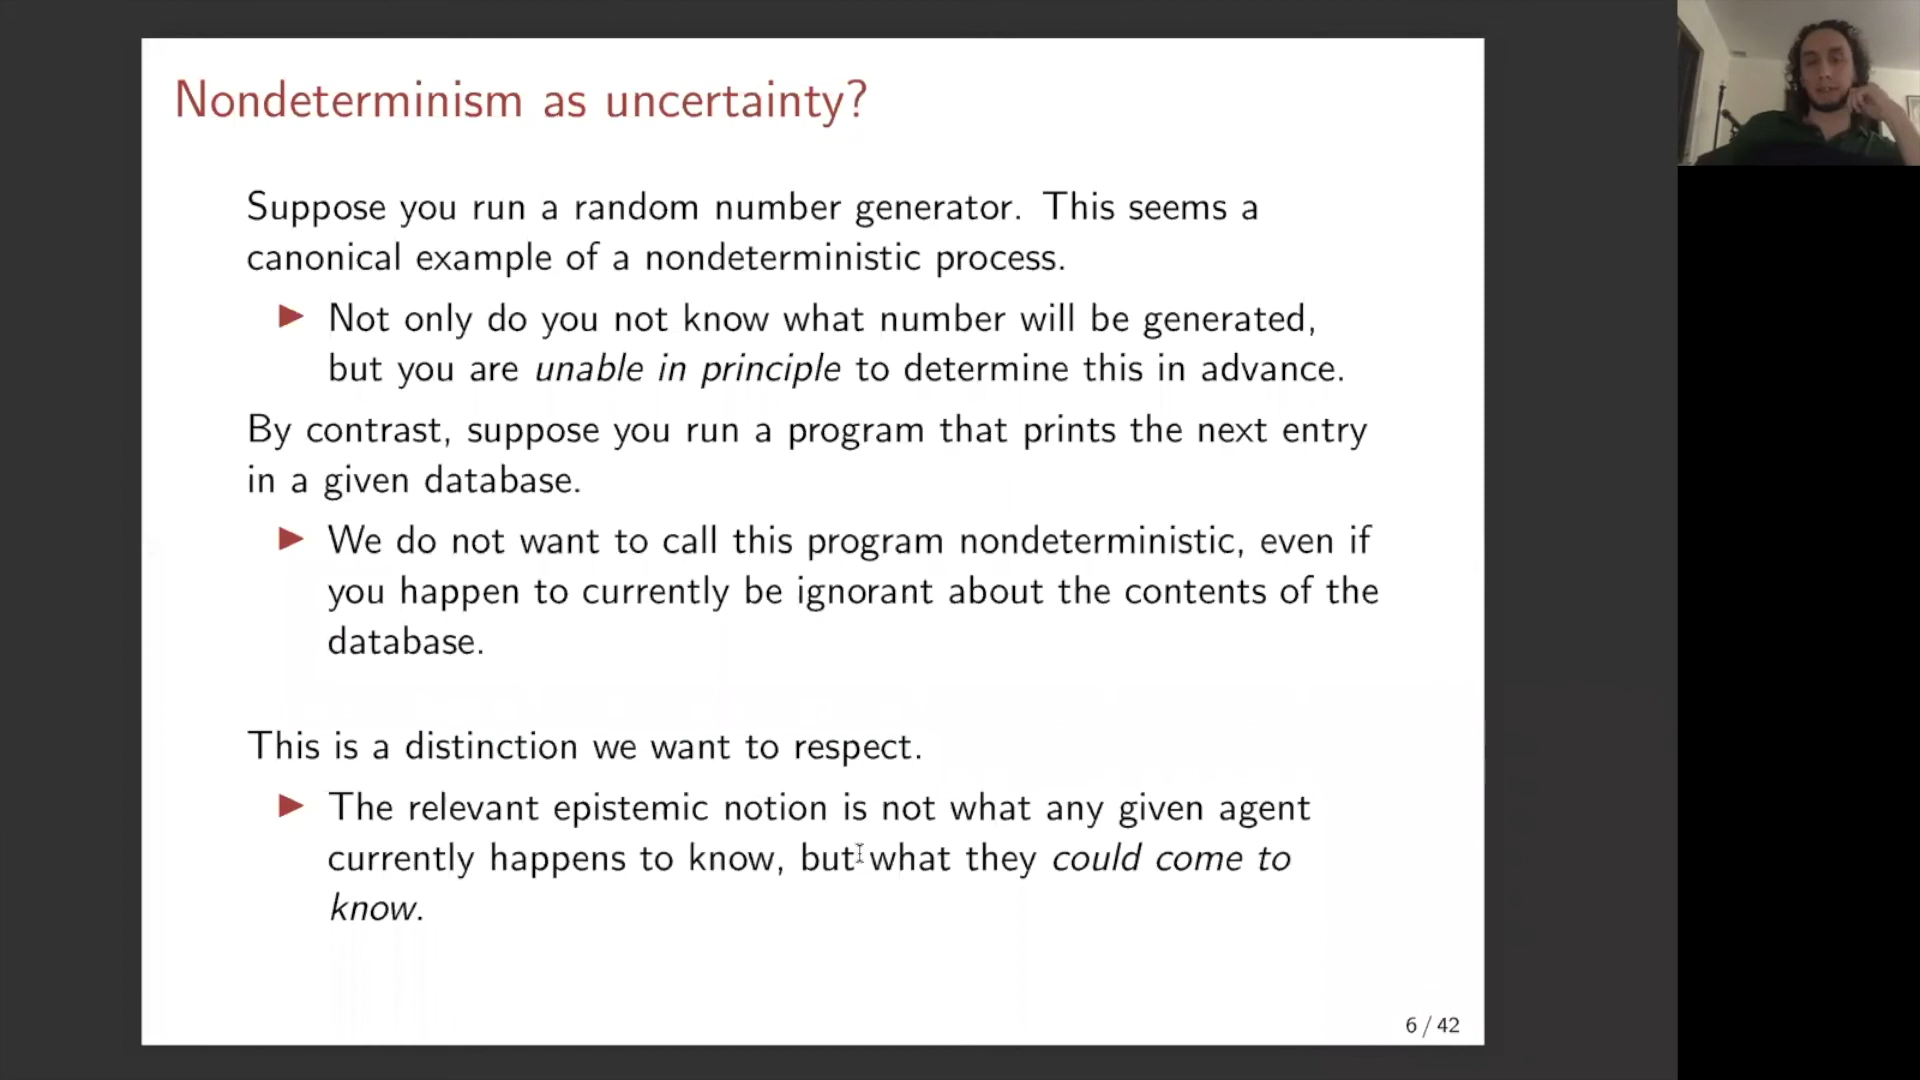 Nondeterminism as uncertainty?
Suppose you run a random number generator. This seems a
canonical example of a nondeterministic process.
Not only do you not know what number will be generated,
but you are unable in principle to determine this in advance.
By contrast, suppose you run a program that prints the next entry
in a given database.
We do not want to call this program nondeterministic, even if
you happen to currently be ignorant about the contents of the
database.
This is a distinction we want to respect.
The relevant epistemic notion is not what any given agent
currently happens to know, but what they could come to
know.
6 / 42